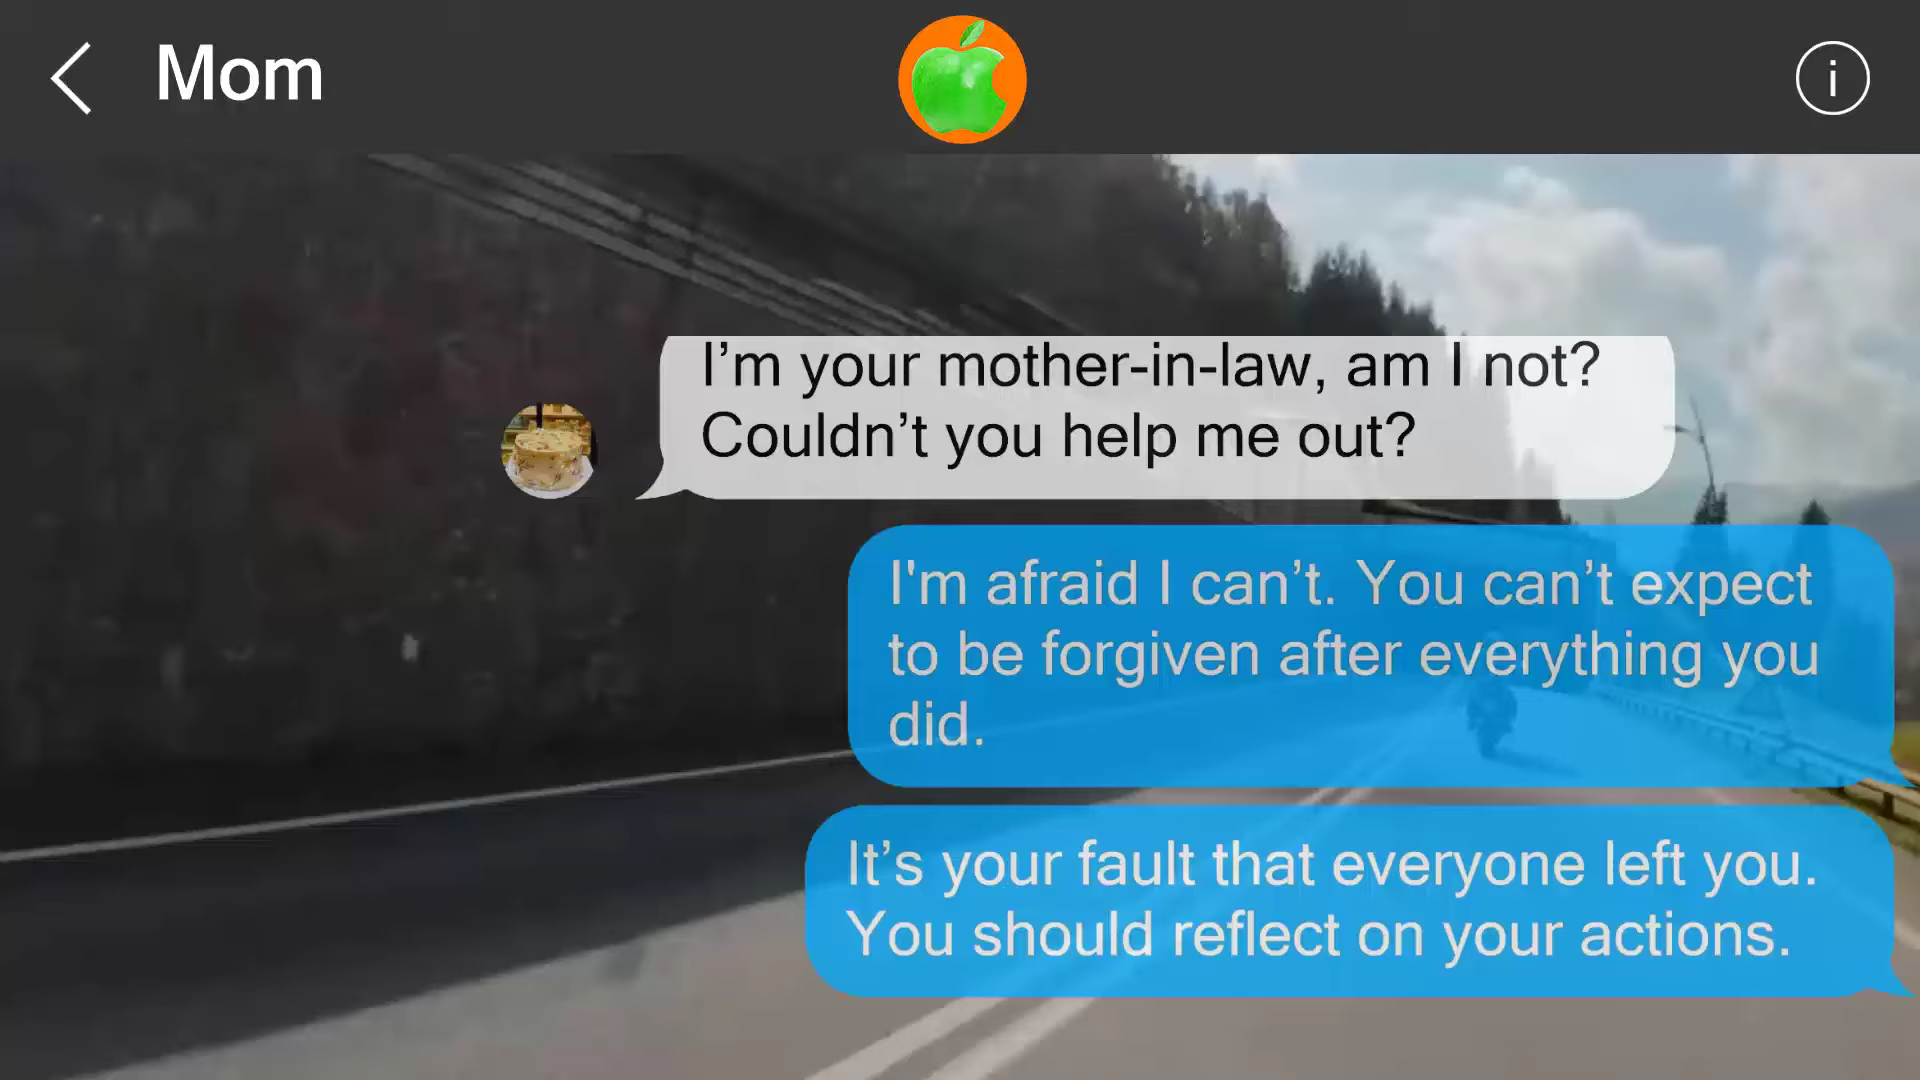 Mom
i
I’m your mother-in-law, am I not?
Couldn’t you help me out?
I'm afraid I can’t. You can’t expect
to be forgiven after everything you
did.
It’s your fault that everyone left you.
You should reflect on your actions.